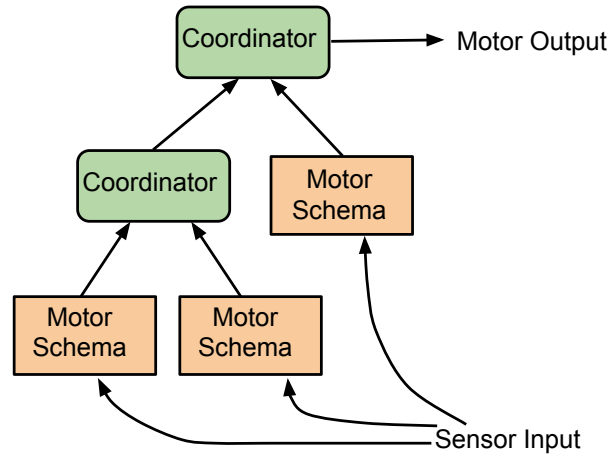 Coordinator
Motor Output
Coordinator
Motor
Schema
Motor
Schema
Motor
Schema
Sensor Input